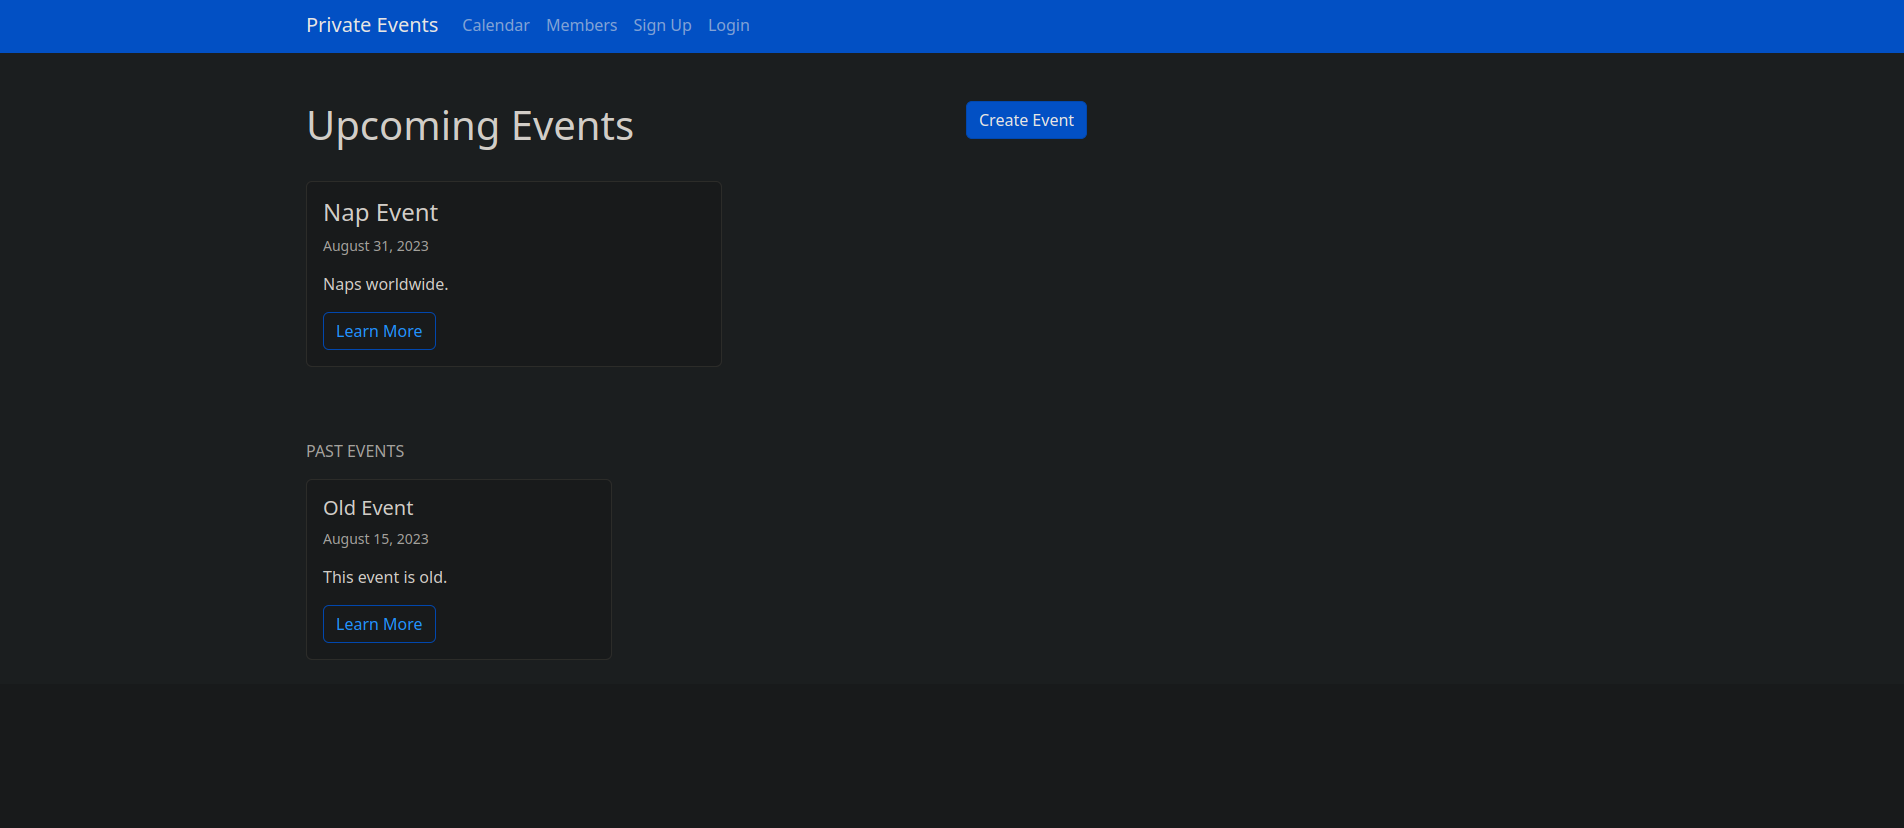 Private Events Calendar Members Sign Up Login
Upcoming Events
Create Event
Nap Event
August 31, 2023
Naps worldwide.
Learn More
PAST EVENTS
Old Event
August 15, 2023
This event is old.
Learn More